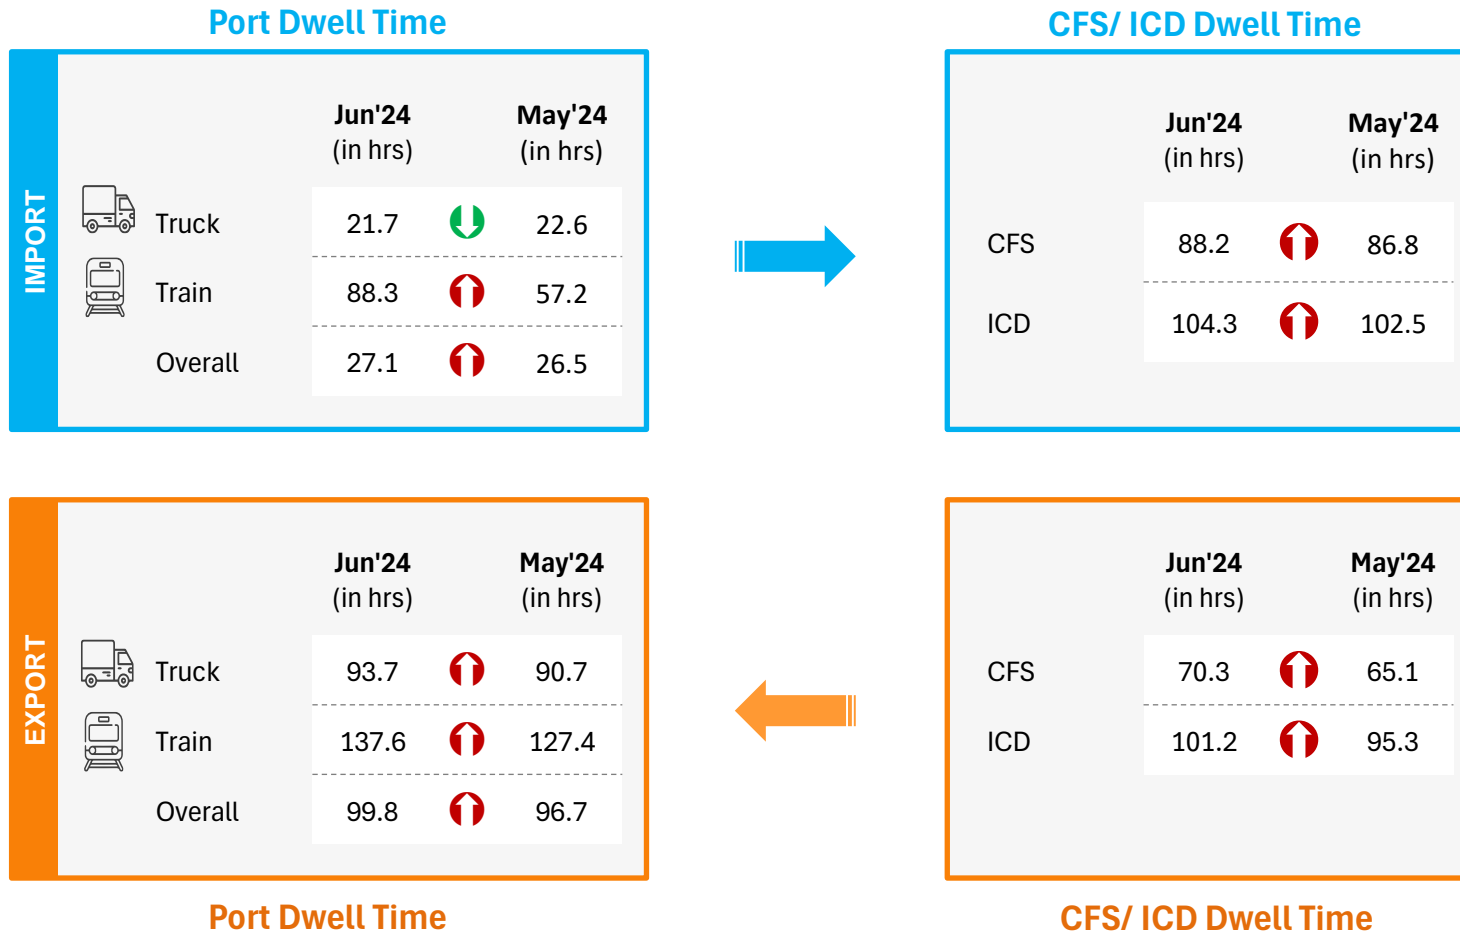 Port Dwell Time
CFS/ ICD Dwell Time
IMPORT
Jun'24 May'24
(in hrs) (in hrs)
Truck 21.7 22.6
Train 88.3 57.2
Overall 27.1 26.5
Jun'24 May'24
(in hrs) (in hrs)
CFS 88.2 86.8
ICD 104.3 102.5
EXPORT
Jun'24 May'24
(in hrs) (in hrs)
Truck 93.7 90.7
Train 137.6 127.4
Overall 99.8 96.7
Jun'24 May'24
(in hrs) (in hrs)
CFS 70.3 65.1
ICD 101.2 95.3
Port Dwell Time
CFS/ ICD Dwell Time